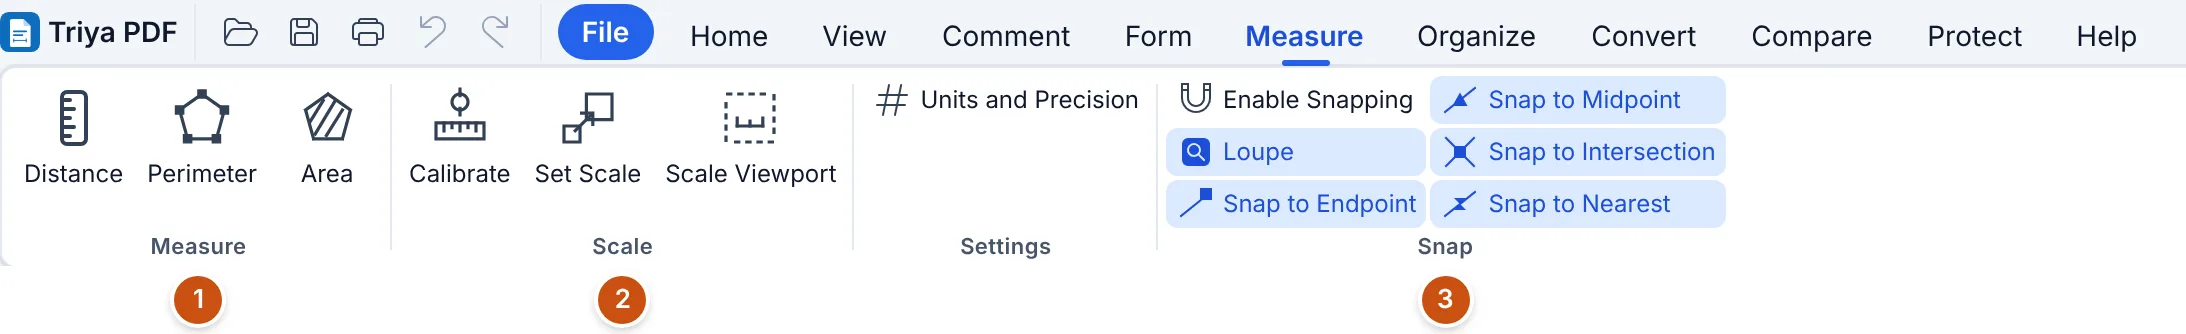 Triya PDF File Home View Comment Form Measure Organize Convert Compare Protect Help
Distance Perimeter Area
Measure
Calibrate Set Scale Scale Viewport
Scale
Units and Precision
Settings
Enable Snapping Snap to Midpoint
Loupe Snap to Intersection
Snap to Endpoint Snap to Nearest
Snap
1 2 3